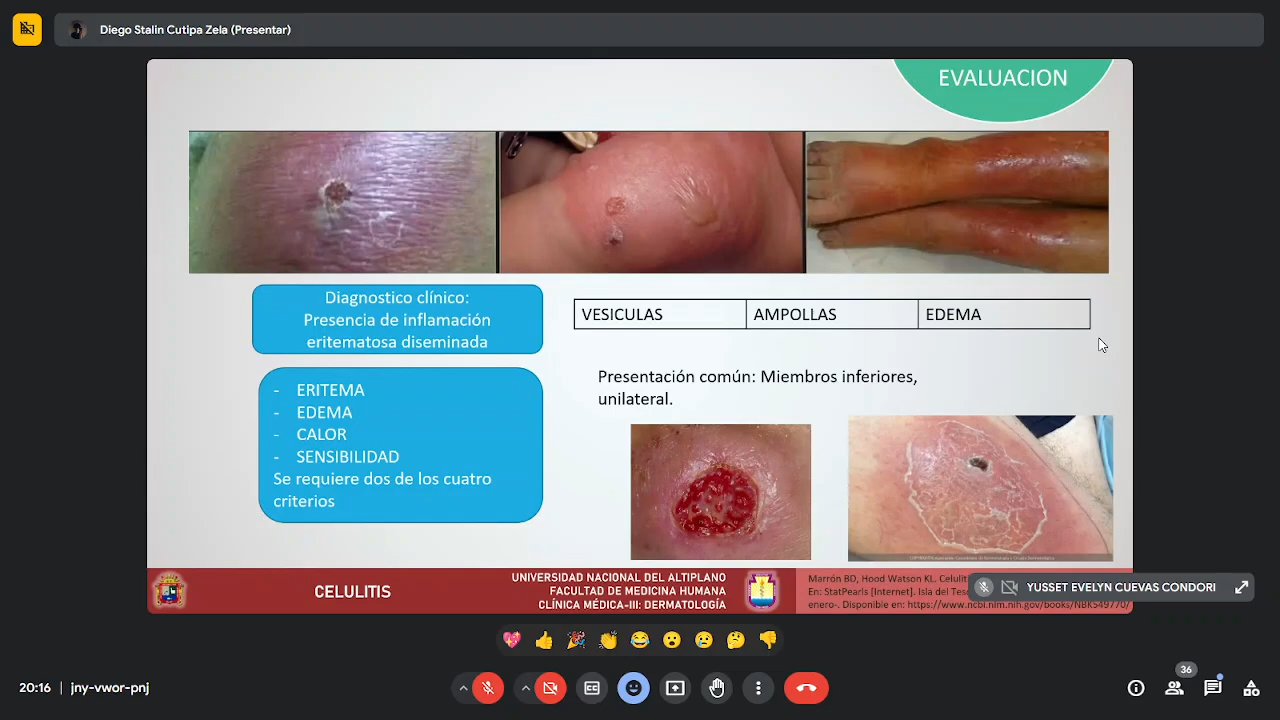 Diego Stalin Cutipa Zela (Presentar)
EVALUACION
Diagnostico clínico:
Presencia de inflamación
eritematosa diseminada
VESICULAS
AMPOLLAS
EDEMA
- ERITEMA
- EDEMA
- CALOR
- SENSIBILIDAD
Se requiere dos de los cuatro
criterios
Presentación común: Miembros inferiores,
unilateral.
CELULITIS
UNIVERSIDAD NACIONAL DEL ALTIPLANO
FACULTAD DE MEDICINA HUMANA
CLÍNICA MÉDICA-III: DERMATOLOGÍA
Marrón BD, Hood Watson KL.
En: StatPearls [Internet]. Isla del
enero-. Disponible en: https://www.ncbi.nlm.nih.gov/books/NBK549770/
YUSSET EVELYN CUEVAS CONDORI
20:16 | jny-vwor-pnj
36